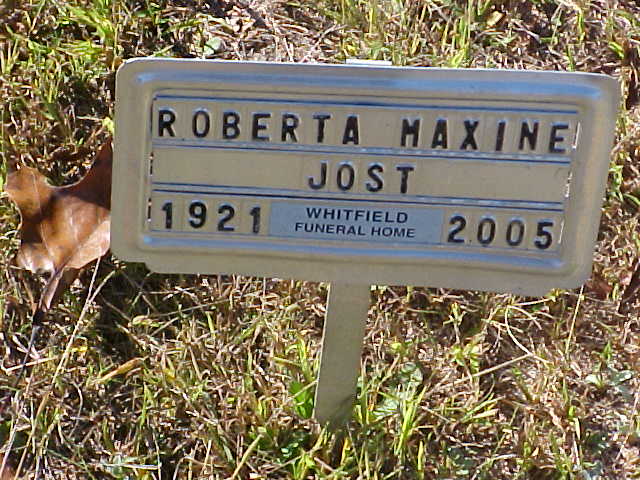 ROBERTA MAXINE
JOST
1921 WHITFIELD FUNERAL HOME 2005